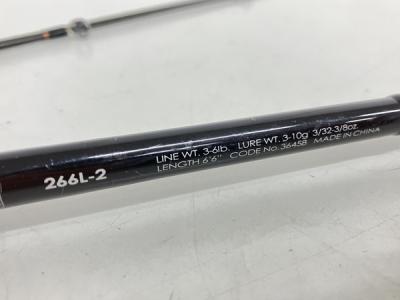 266L-2
LINE WT. 3-6lb. LURE WT. 3-10g 3/32-3/8oz.
LENGTH 6'6" CODE No. 36458 MADE IN CHINA